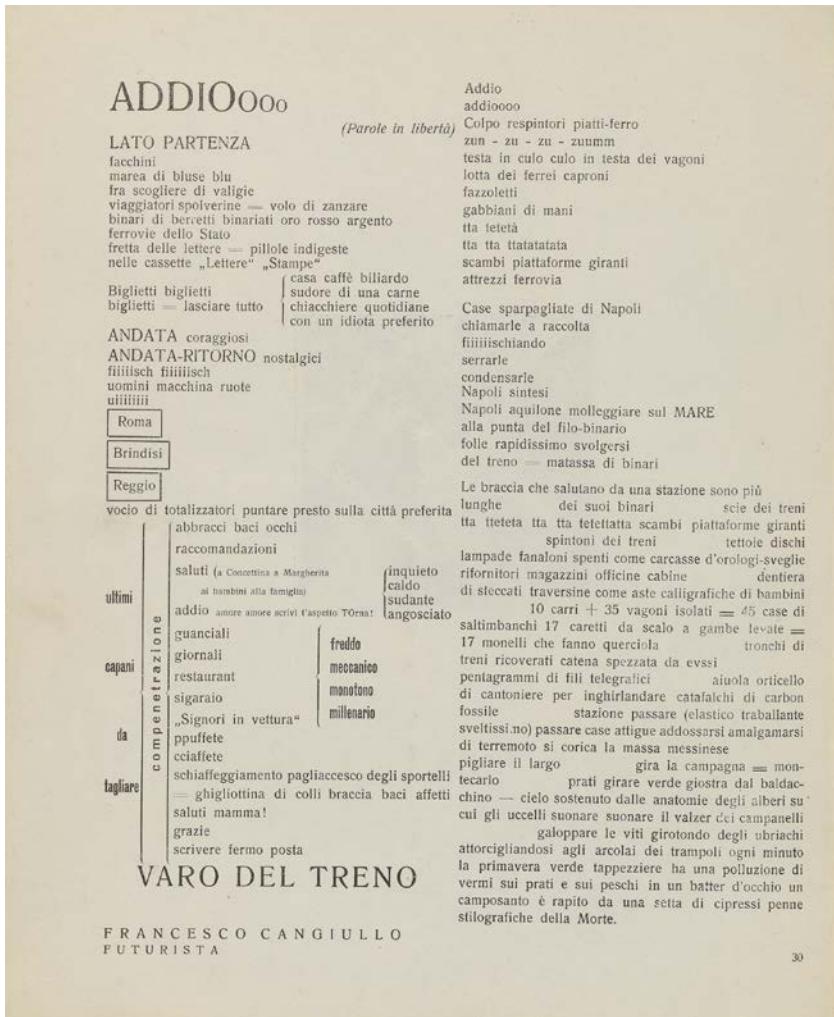 ADDIOooo
(Parole in libertà)
LATO PARTENZA
facchini
marea di bluse blu
fra scogliere di valigie
viaggiatori spolverine = volo di zanzare
binari di berretti binariati oro rosso argento
ferrovie dello Stato
fretta delle lettere = pillole indigeste
nelle cassette „Lettere“ „Stampe“
Biglietti biglietti
biglietti = lasciare tutto
casa caffè biliardo
sudore di una carne
chiacchiere quotidiane
con un idiota preferito
ANDATA coraggiosi
ANDATA-RITORNO nostalgici
fiiiiisch fiiiiiisch
uomini macchina ruote
uiiiiiiii
Roma
Brindisi
Reggio
vocio di totalizzatori puntare presto sulla città preferita
ultimi
capani
da
tagliare
compenetrazione
abbracci baci occhi
raccomandazioni
saluti (a Concettina a Margherita
ai bambini alla famiglia)
addio amore amore scrivi t'aspetto TOrna!
inquieto
caldo
sudante
angosciato
guanciali
giornali
restaurant
sigaraio
„Signori in vettura“
freddo
meccanico
monotono
millenario
ppuffete
cciaffete
schiaffeggiamento pagliaccesco degli sportelli
= ghigliottina di colli braccia baci affetti
saluti mamma!
grazie
scrivere fermo posta
VARO DEL TRENO
FRANCESCO CANGIULLO
FUTURISTA
Addio
addioooo
Colpo respintori piatti-ferro
zun - zu - zu - zuumm
testa in culo culo in testa dei vagoni
lotta dei ferrei caproni
fazzoletti
gabbiani di mani
tta tetetà
tta tta ttatatatata
scambi piattaforme giranti
attrezzi ferrovia
Case sparpagliate di Napoli
chiamarle a raccolta
fiiiiiischiando
serrarle
condensarle
Napoli sintesi
Napoli aquilone molleggiare sul MARE
alla punta del filo-binario
folle rapidissimo svolgersi
del treno = matassa di binari
Le braccia che salutano da una stazione sono più
lunghe dei suoi binari scie dei treni
tta tteteta tta tta telettatta scambi piattaforme giranti
spintoni dei treni tettoie dischi
lampade fanaloni spenti come carcasse d'orologi-sveglie
rifornitori magazzini officine cabine dentiera
di steccati traversine come aste calligrafiche di bambini
10 carri + 35 vagoni isolati = 45 case di
saltimbanchi 17 caretti da scalo a gambe levate =
17 monelli che fanno querciola tronchi di
treni ricoverati catena spezzata da evssi
pentagrammi di fili telegrafici aiuola orticello
di cantoniere per inghirlandare catafalchi di carbon
fossile stazione passare (elastico traballante
sveltissi.no) passare case attigue addossarsi amalgamarsi
di terremoto si corica la massa messinese
pigliare il largo gira la campagna = mon-
tecarlo prati girare verde giostra dal baldac-
chino — cielo sostenuto dalle anatomie degli alberi su
cui gli uccelli suonare suonare il valzer dei campanelli
galoppare le viti girotondo degli ubriachi
attorcigliandosi agli arcolai dei trampoli ogni minuto
la primavera verde tappezziere ha una polluzione di
vermi sui prati e sui peschi in un batter d'occhio un
camposanto è rapito da una setta di cipressi penne
stilografiche della Morte.
30